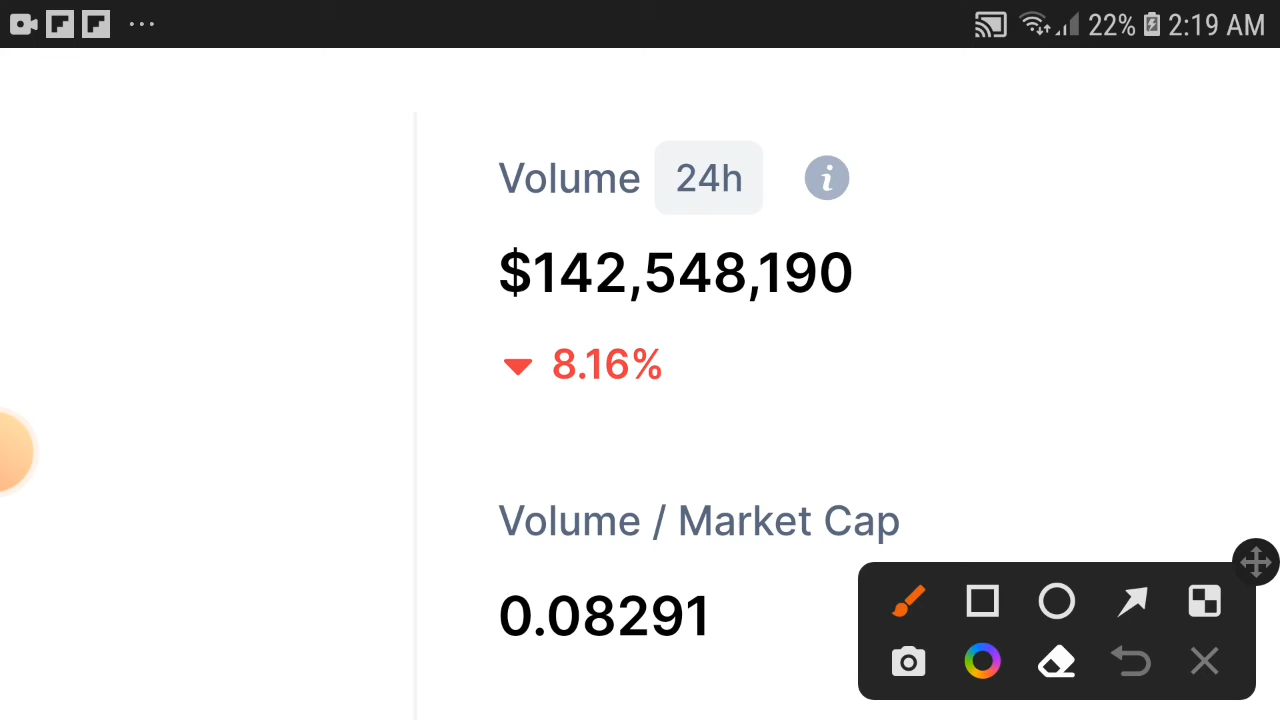 22% 2:19 AM
Volume 24h
$142,548,190
8.16%
Volume / Market Cap
0.08291